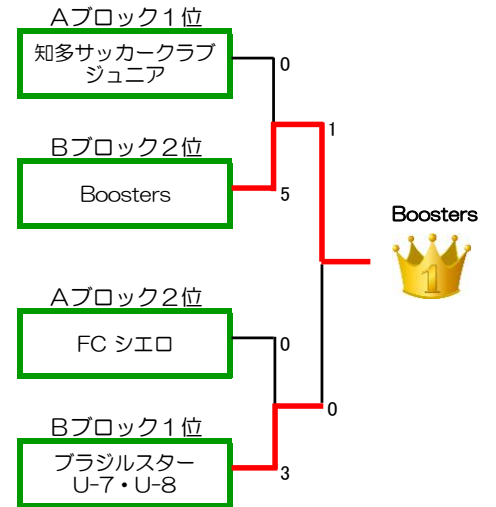 Aブロック1位
知多サッカークラブ
ジュニア
0
1
Bブロック2位
Boosters
5
Boosters
1
Aブロック2位
FC シエロ
0
0
Bブロック1位
ブラジルスター
U-7・U-8
3